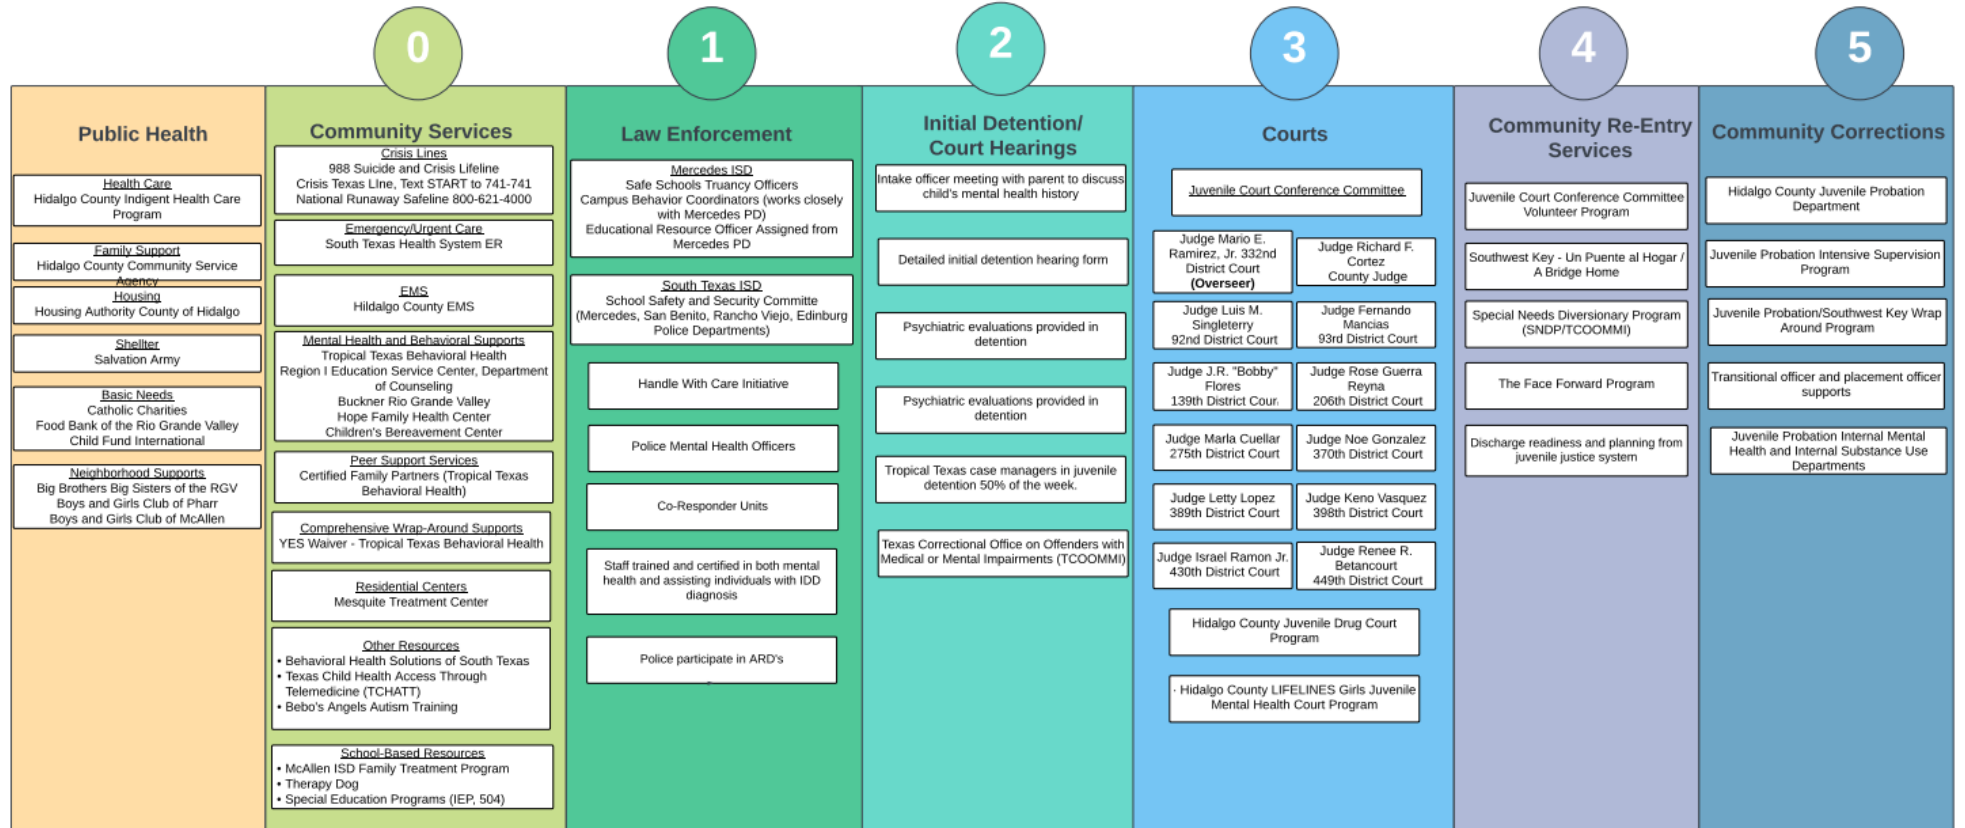 0
1
2
3
4
5
Public Health
Health Care
Hidalgo County Indigent Health Care
Program
Family Support
Hidalgo County Community Service
Agency
Housing
Housing Authority County of Hidalgo
Shellter
Salvation Army
Basic Needs
Catholic Charities
Food Bank of the Rio Grande Valley
Child Fund International
Neighborhood Supports
Big Brothers Big Sisters of the RGV
Boys and Girls Club of Pharr
Boys and Girls Club of McAllen
Community Services
Crisis Lines
988 Suicide and Crisis Lifeline
Crisis Texas LIne, Text START to 741-741
National Runaway Safeline 800-621-4000
Emergency/Urgent Care
South Texas Health System ER
EMS
Hildalgo County EMS
Mental Health and Behavioral Supports
Tropical Texas Behavioral Health
Region I Education Service Center, Department
of Counseling
Buckner Rio Grande Valley
Hope Family Health Center
Children's Bereavement Center
Peer Support Services
Certified Family Partners (Tropical Texas
Behavioral Health)
Comprehensive Wrap-Around Supports
YES Waiver - Tropical Texas Behavioral Health
Residential Centers
Mesquite Treatment Center
Other Resources
• Behavioral Health Solutions of South Texas
• Texas Child Health Access Through
Telemedicine (TCHATT)
• Bebo's Angels Autism Training
School-Based Resources
• McAllen ISD Family Treatment Program
• Therapy Dog
• Special Education Programs (IEP, 504)
Law Enforcement
Mercedes ISD
Safe Schools Truancy Officers
Campus Behavior Coordinators (works closely
with Mercedes PD)
Educational Resource Officer Assigned from
Mercedes PD
South Texas ISD
School Safety and Security Committe
(Mercedes, San Benito, Rancho Viejo, Edinburg
Police Departments)
Handle With Care Initiative
Police Mental Health Officers
Co-Responder Units
Staff trained and certified in both mental
health and assisting individuals with IDD
diagnosis
Police participate in ARD's
Initial Detention/
Court Hearings
Intake officer meeting with parent to discuss
child's mental health history
Detailed initial detention hearing form
Psychiatric evaluations provided in
detention
Psychiatric evaluations provided in
detention
Tropical Texas case managers in juvenile
detention 50% of the week.
Texas Correctional Office on Offenders with
Medical or Mental Impairments (TCOOMMI)
Courts
Juvenile Court Conference Committee
Judge Mario E.
Ramirez, Jr. 332nd
District Court
(Overseer)
Judge Richard F.
Cortez
County Judge
Judge Luis M.
Singleterry
92nd District Court
Judge Fernando
Mancias
93rd District Court
Judge J.R. "Bobby"
Flores
139th District Cour
Judge Rose Guerra
Reyna
206th District Court
Judge Marla Cuellar
275th District Court
Judge Noe Gonzalez
370th District Court
Judge Letty Lopez
389th District Court
Judge Keno Vasquez
398th District Court
Judge Israel Ramon Jr.
430th District Court
Judge Renee R.
Betancourt
449th District Court
Hidalgo County Juvenile Drug Court
Program
· Hidalgo County LIFELINES Girls Juvenile
Mental Health Court Program
Community Re-Entry
Services
Juvenile Court Conference Committee
Volunteer Program
Southwest Key - Un Puente al Hogar /
A Bridge Home
Special Needs Diversionary Program
(SNDP/TCOOMMI)
The Face Forward Program
Discharge readiness and planning from
juvenile justice system
Community Corrections
Hidalgo County Juvenile Probation
Department
Juvenile Probation Intensive Supervision
Program
Juvenile Probation/Southwest Key Wrap
Around Program
Transitional officer and placement officer
supports
Juvenile Probation Internal Mental
Health and Internal Substance Use
Departments